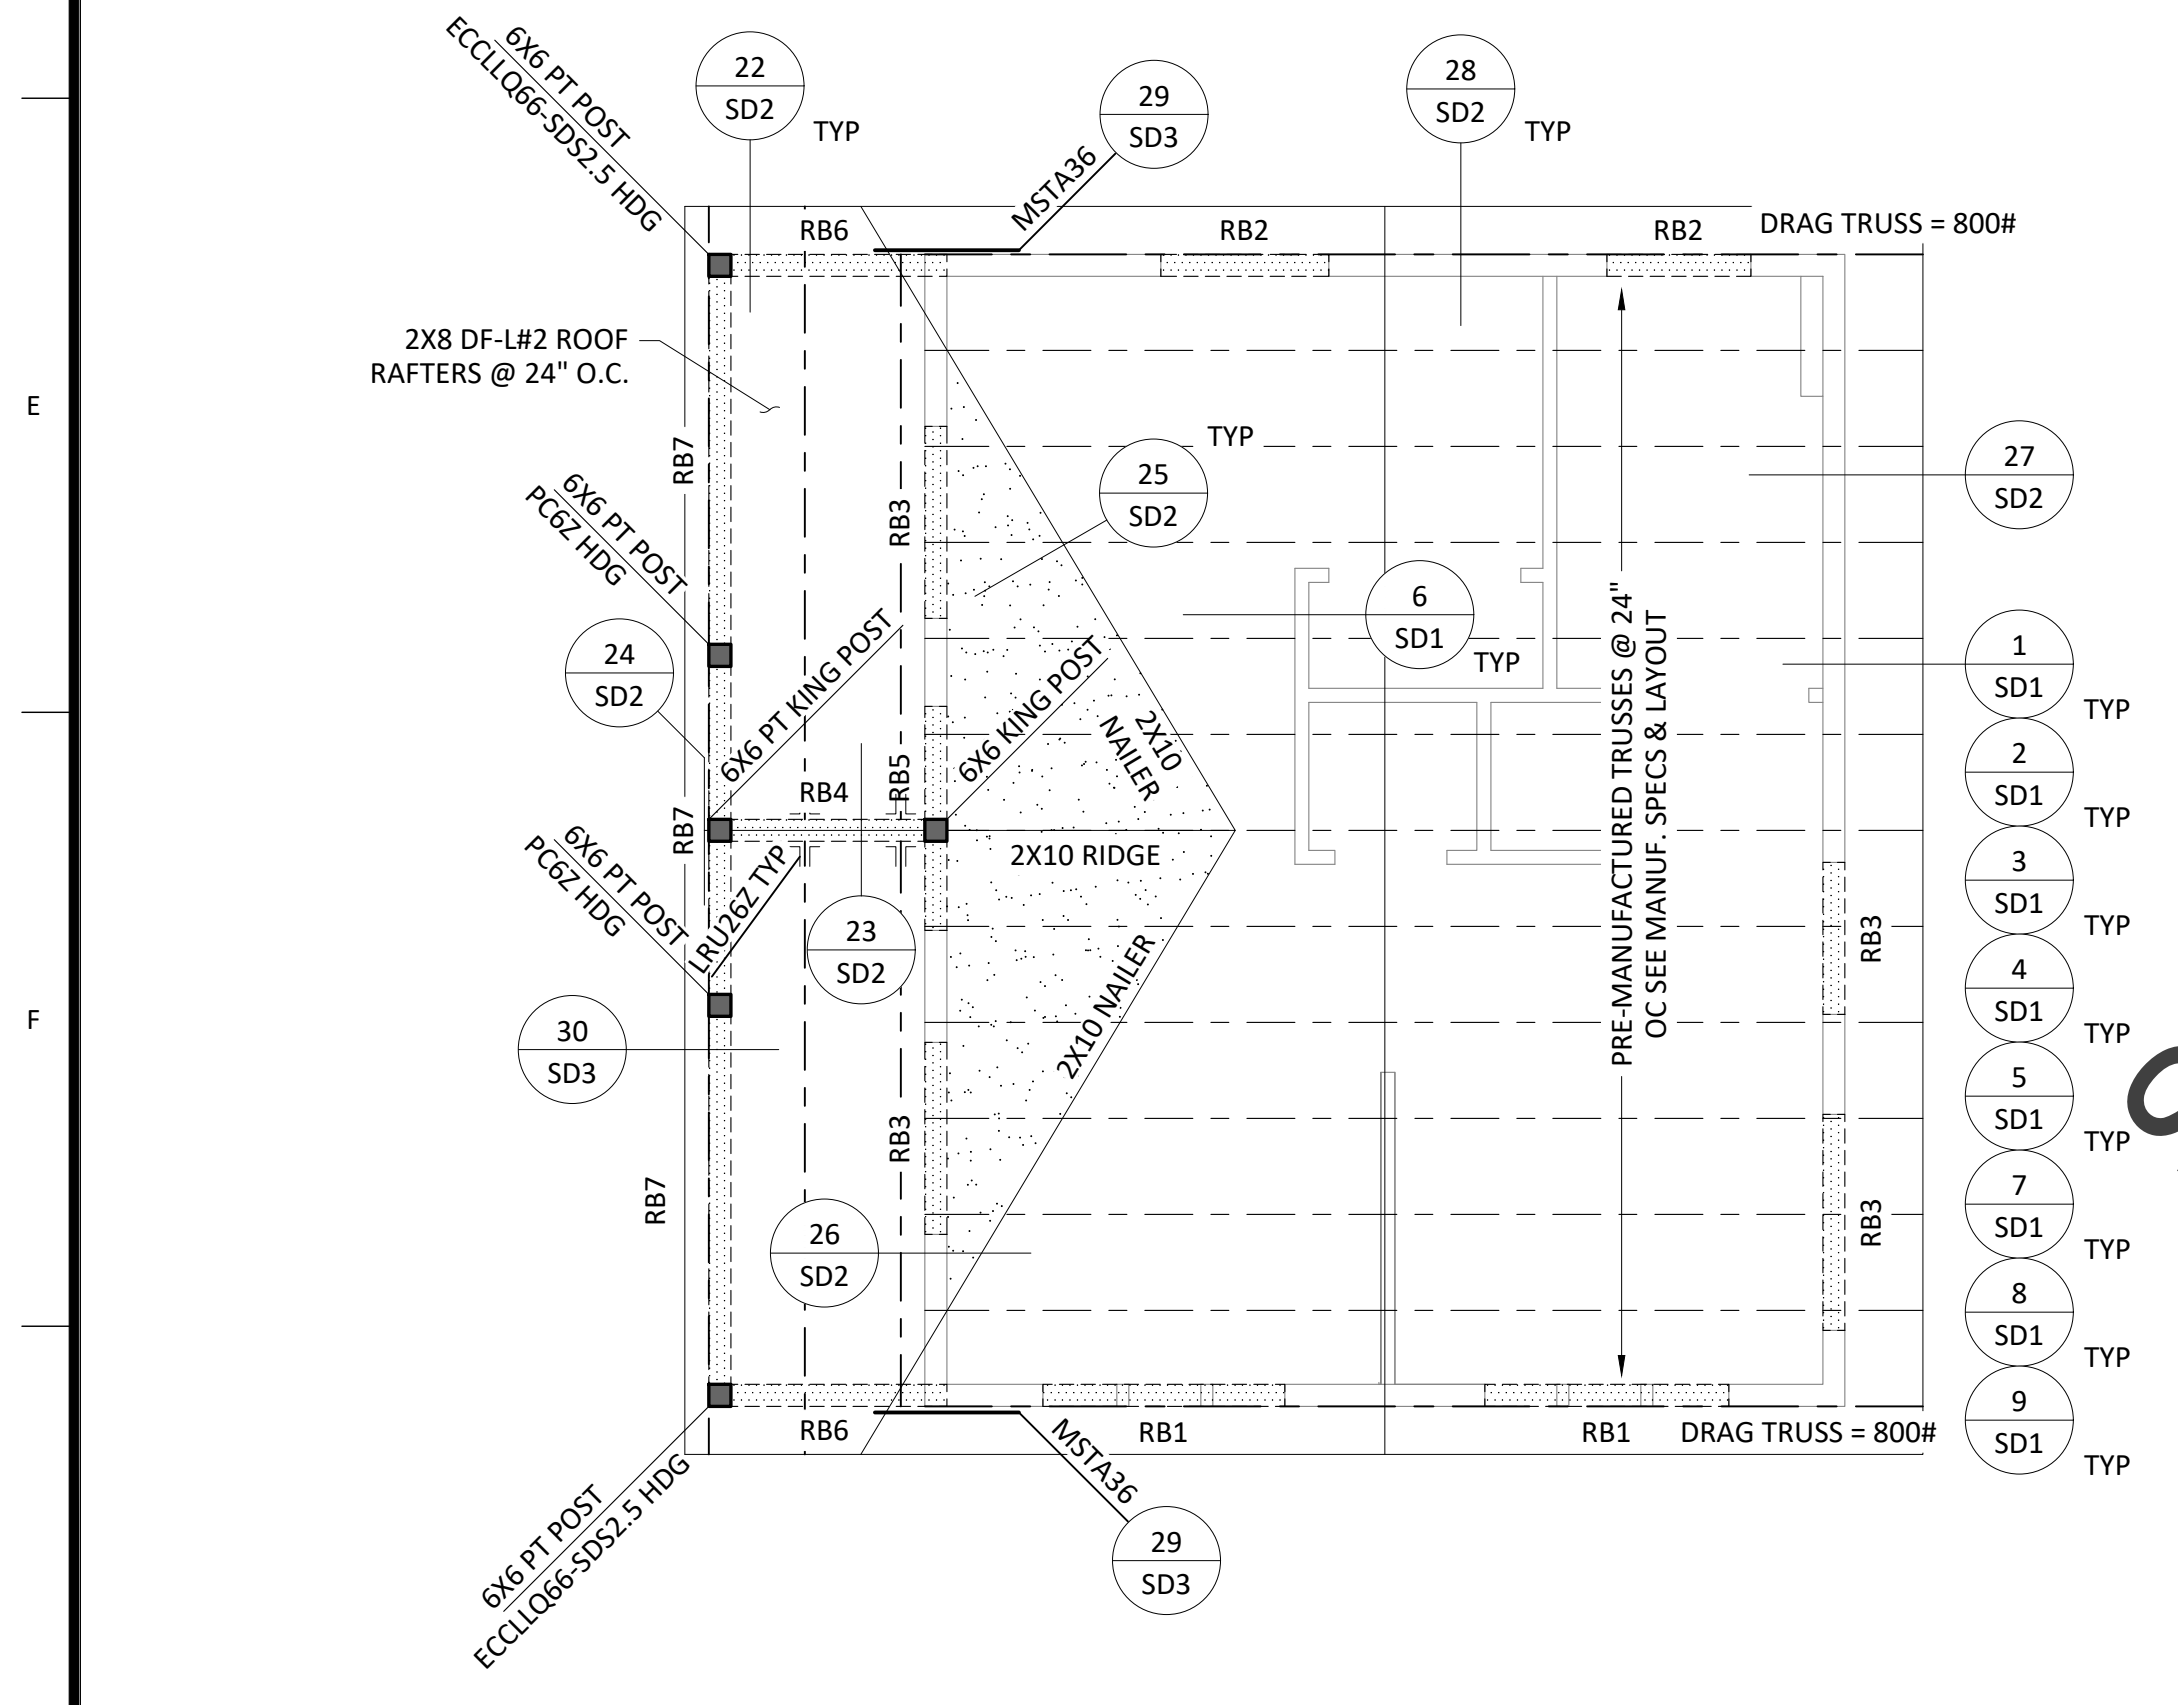 6X6 PT POST
ECCLLQ66-SDS2.5 HDG
22
SD2
TYP
29
SD3
MSTA36
28
SD2
TYP
RB6
RB2
RB2
DRAG TRUSS = 800#
2X8 DF-L#2 ROOF
RAFTERS @ 24" O.C.
E
RB7
TYP
25
SD2
RB3
27
SD2
6X6 PT POST
PC6Z HDG
24
SD2
6X6 PT KING POST
6X6 KING POST
6
SD1
TYP
PRE-MANUFACTURED TRUSSES @ 24"
OC SEE MANUF. SPECS & LAYOUT
1
SD1
TYP
2X10
NAILER
2
SD1
TYP
RB4
RB5
RB7
2X10 RIDGE
6X6 PT POST
PC6Z HDG
LRU26Z TYP
23
SD2
3
SD1
TYP
RB3
2X10 NAILER
4
SD1
TYP
F
30
SD3
5
SD1
TYP
RB3
RB7
7
SD1
TYP
RB3
26
SD2
8
SD1
TYP
9
SD1
TYP
RB6
RB1
RB1
DRAG TRUSS = 800#
MSTA36
29
SD3
6X6 PT POST
ECCLLQ66-SDS2.5 HDG